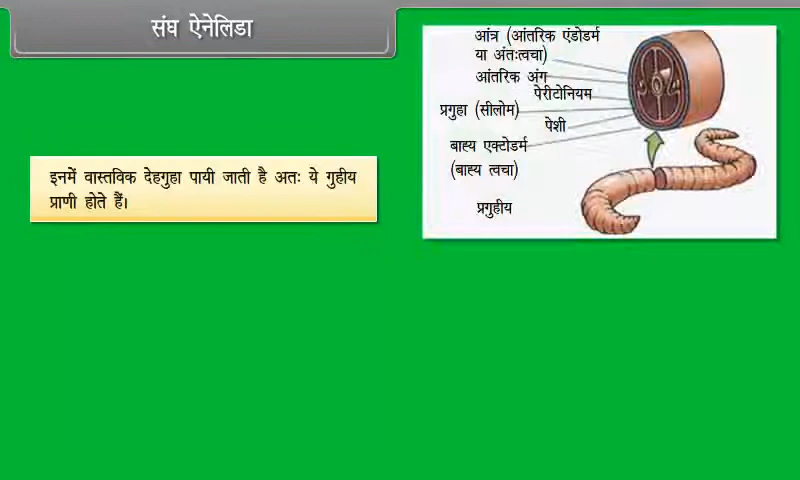 संघ ऐनेलिडा
इनमें वास्तविक देहगुहा पायी जाती है अतः ये गुहीय
प्राणी होते हैं।
आंत्र (आंतरिक एंडोडर्म
या अंतःत्वचा)
आंतरिक अंग
पेरीटोनियम
प्रगुहा (सीलोम)
पेशी
बाह्य एक्टोडर्म
(बाह्य त्वचा)
प्रगुहीय